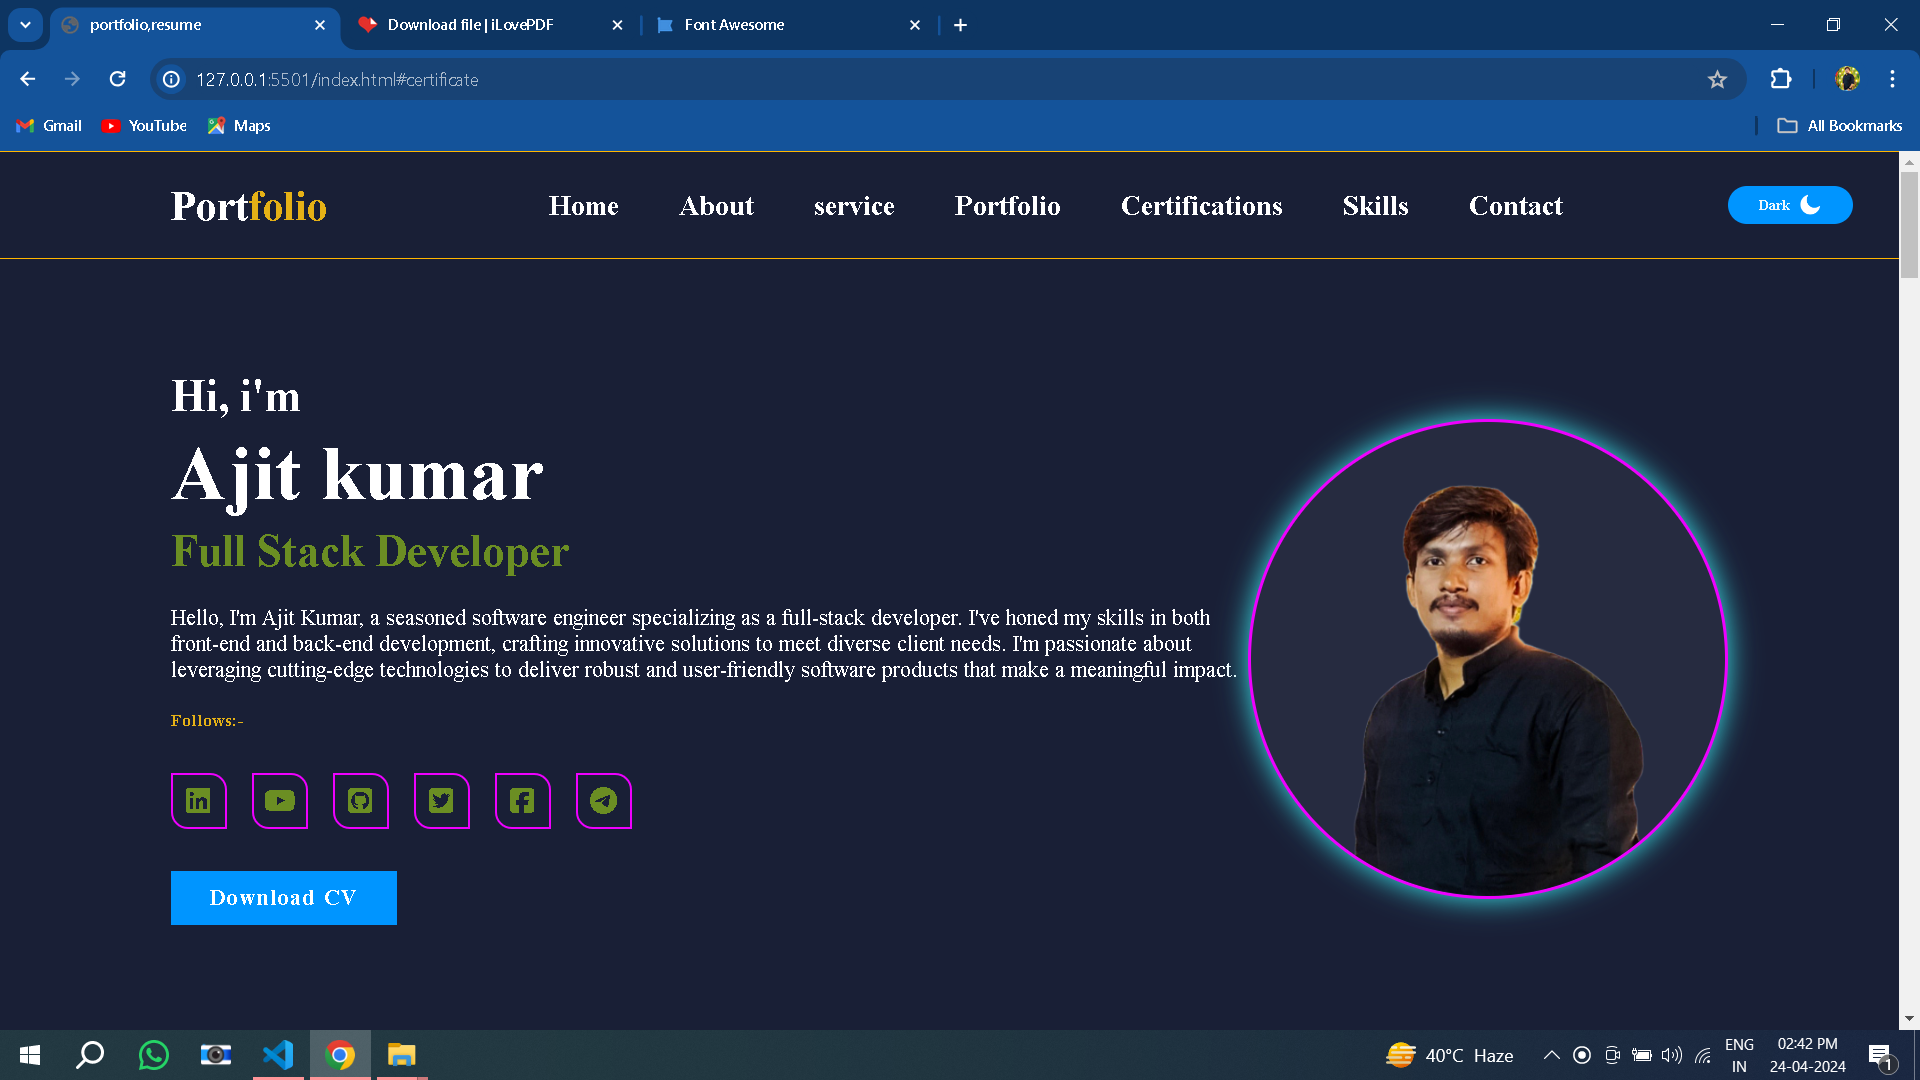 portfolio,resume
Download file | iLovePDF
Font Awesome
127.0.0.1:5501/index.html#certificate
Gmail
YouTube
Maps
All Bookmarks
Portfolio
Home
About
service
Portfolio
Certifications
Skills
Contact
Dark
Hi, i'm
Ajit kumar
Full Stack Developer
Hello, I'm Ajit Kumar, a seasoned software engineer specializing as a full-stack developer. I've honed my skills in both
front-end and back-end development, crafting innovative solutions to meet diverse client needs. I'm passionate about
leveraging cutting-edge technologies to deliver robust and user-friendly software products that make a meaningful impact.
Follows:-
Download CV
40°C Haze
ENG
IN
02:42 PM
24-04-2024
1